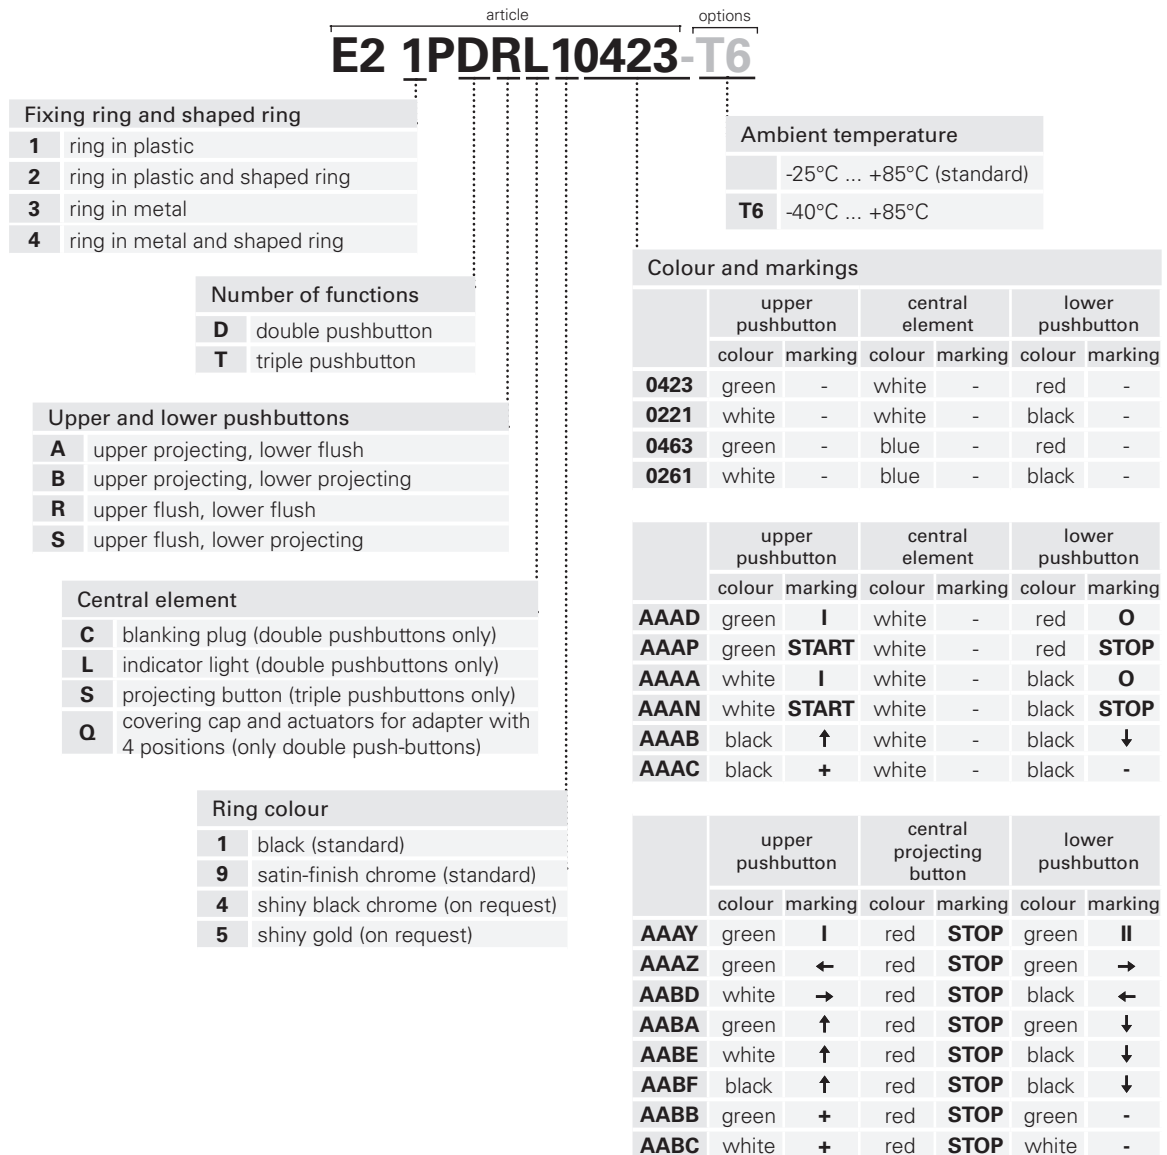 article options
E2 1PDRL10423-T6
Fixing ring and shaped ring
1 ring in plastic
2 ring in plastic and shaped ring
3 ring in metal
4 ring in metal and shaped ring
Number of functions
D double pushbutton
T triple pushbutton
Upper and lower pushbuttons
A upper projecting, lower flush
B upper projecting, lower projecting
R upper flush, lower flush
S upper flush, lower projecting
Central element
C blanking plug (double pushbuttons only)
L indicator light (double pushbuttons only)
S projecting button (triple pushbuttons only)
Q covering cap and actuators for adapter with
4 positions (only double push-buttons)
Ring colour
1 black (standard)
9 satin-finish chrome (standard)
4 shiny black chrome (on request)
5 shiny gold (on request)
Ambient temperature
-25°C ... +85°C (standard)
T6 -40°C ... +85°C
Colour and markings
upper central lower
pushbutton element pushbutton
colour marking colour marking colour marking
0423 green - white - red -
0221 white - white - black -
0463 green - blue - red -
0261 white - blue - black -
upper central lower
pushbutton element pushbutton
colour marking colour marking colour marking
AAAD green I white - red O
AAAP green START white - red STOP
AAAA white I white - black O
AAAN white START white - black STOP
AAAB black ↑ white - black ↓
AAAC black + white - black -
upper central lower
pushbutton projecting pushbutton
button
colour marking colour marking colour marking
AAAY green I red STOP green II
AAAZ green ← red STOP green →
AABD white → red STOP black ←
AABA green ↑ red STOP green ↓
AABE white ↑ red STOP black ↓
AABF black ↑ red STOP black ↓
AABB green + red STOP green -
AABC white + red STOP white -